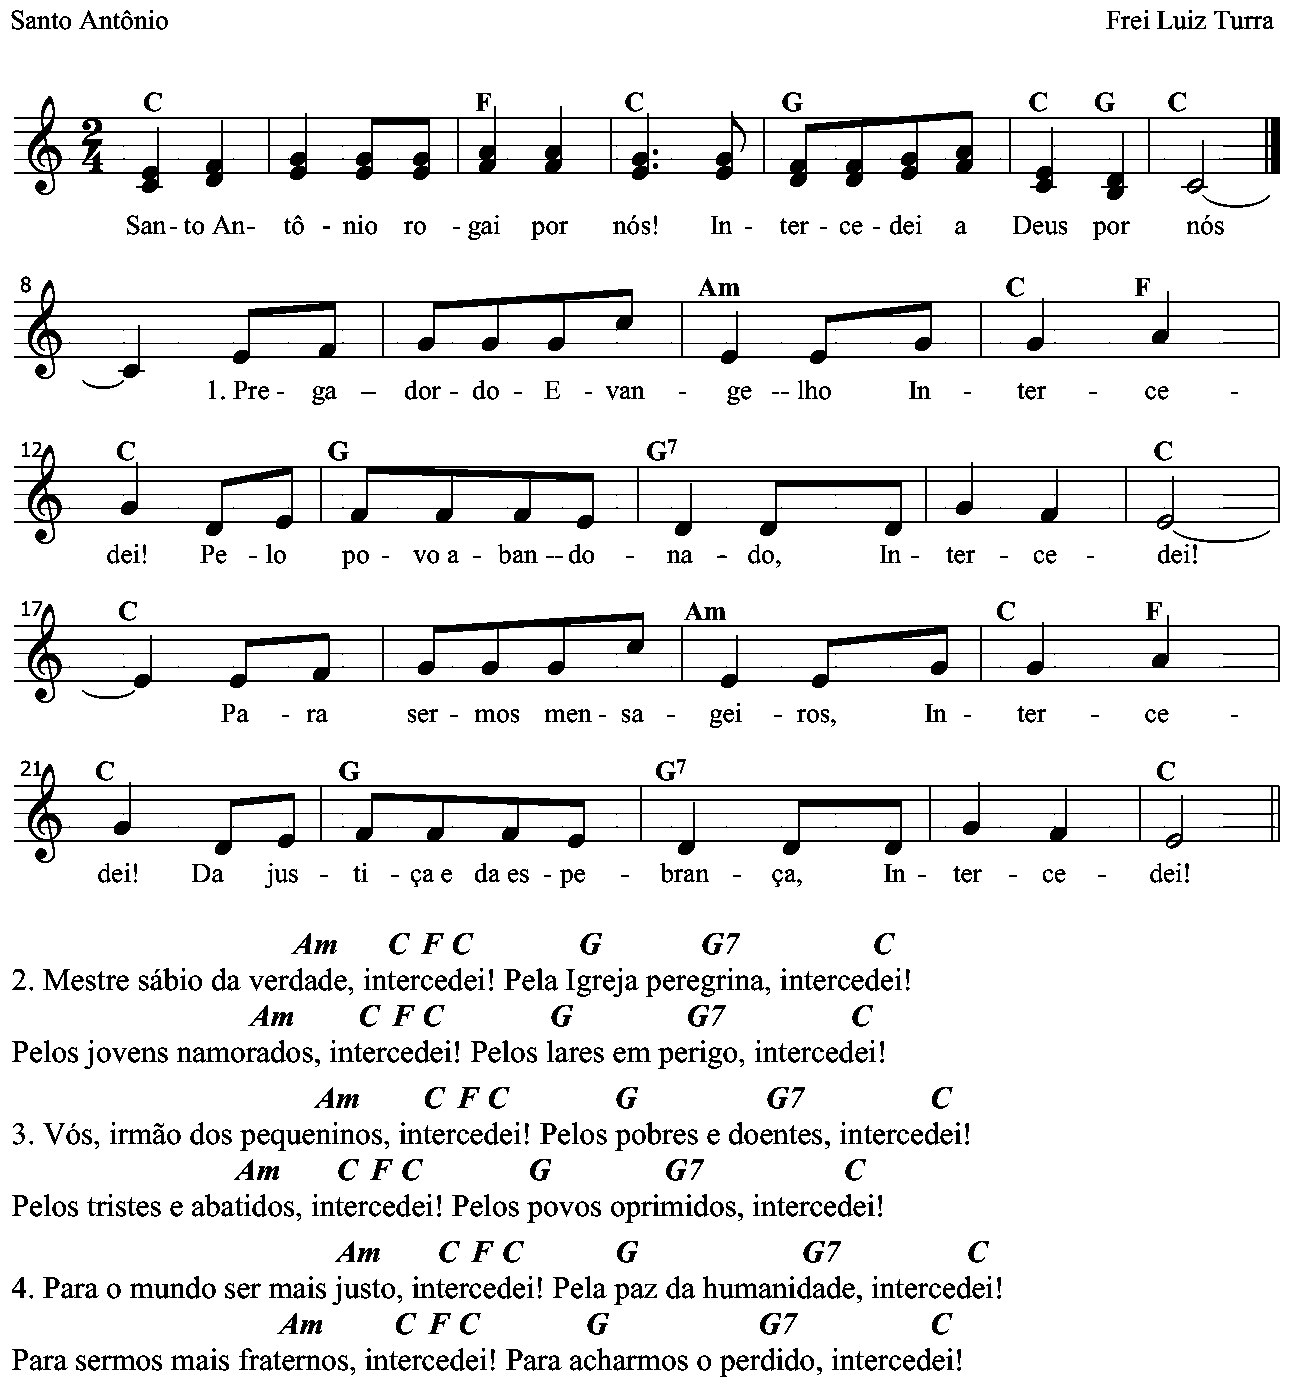 Santo Antônio Frei Luiz Turra
C F C G C G C
2
4
San-to An- tô - nio ro - gai por nós! In - ter - ce - dei a Deus por nós
8 Am C F
1. Pre - ga – dor - do - E - van - ge -- lho In - ter - ce -
12 C G G7 C
dei! Pe - lo po - vo a - ban -- do - na - do, In - ter - ce - dei!
17 C Am C F
Pa - ra ser - mos men - sa - gei - ros, In - ter - ce -
21 C G G7 C
dei! Da jus - ti - ça e da es - pe - bran - ça, In - ter - ce - dei!
Am C F C G G7 C
2. Mestre sábio da verdade, intercedei! Pela Igreja peregrina, intercedei!
Am C F C G G7 C
Pelos jovens namorados, intercedei! Pelos lares em perigo, intercedei!
Am C F C G G7 C
3. Vós, irmão dos pequeninos, intercedei! Pelos pobres e doentes, intercedei!
Am C F C G G7 C
Pelos tristes e abatidos, intercedei! Pelos povos oprimidos, intercedei!
Am C F C G G7 C
4. Para o mundo ser mais justo, intercedei! Pela paz da humanidade, intercedei!
Am C F C G G7 C
Para sermos mais fraternos, intercedei! Para acharmos o perdido, intercedei!